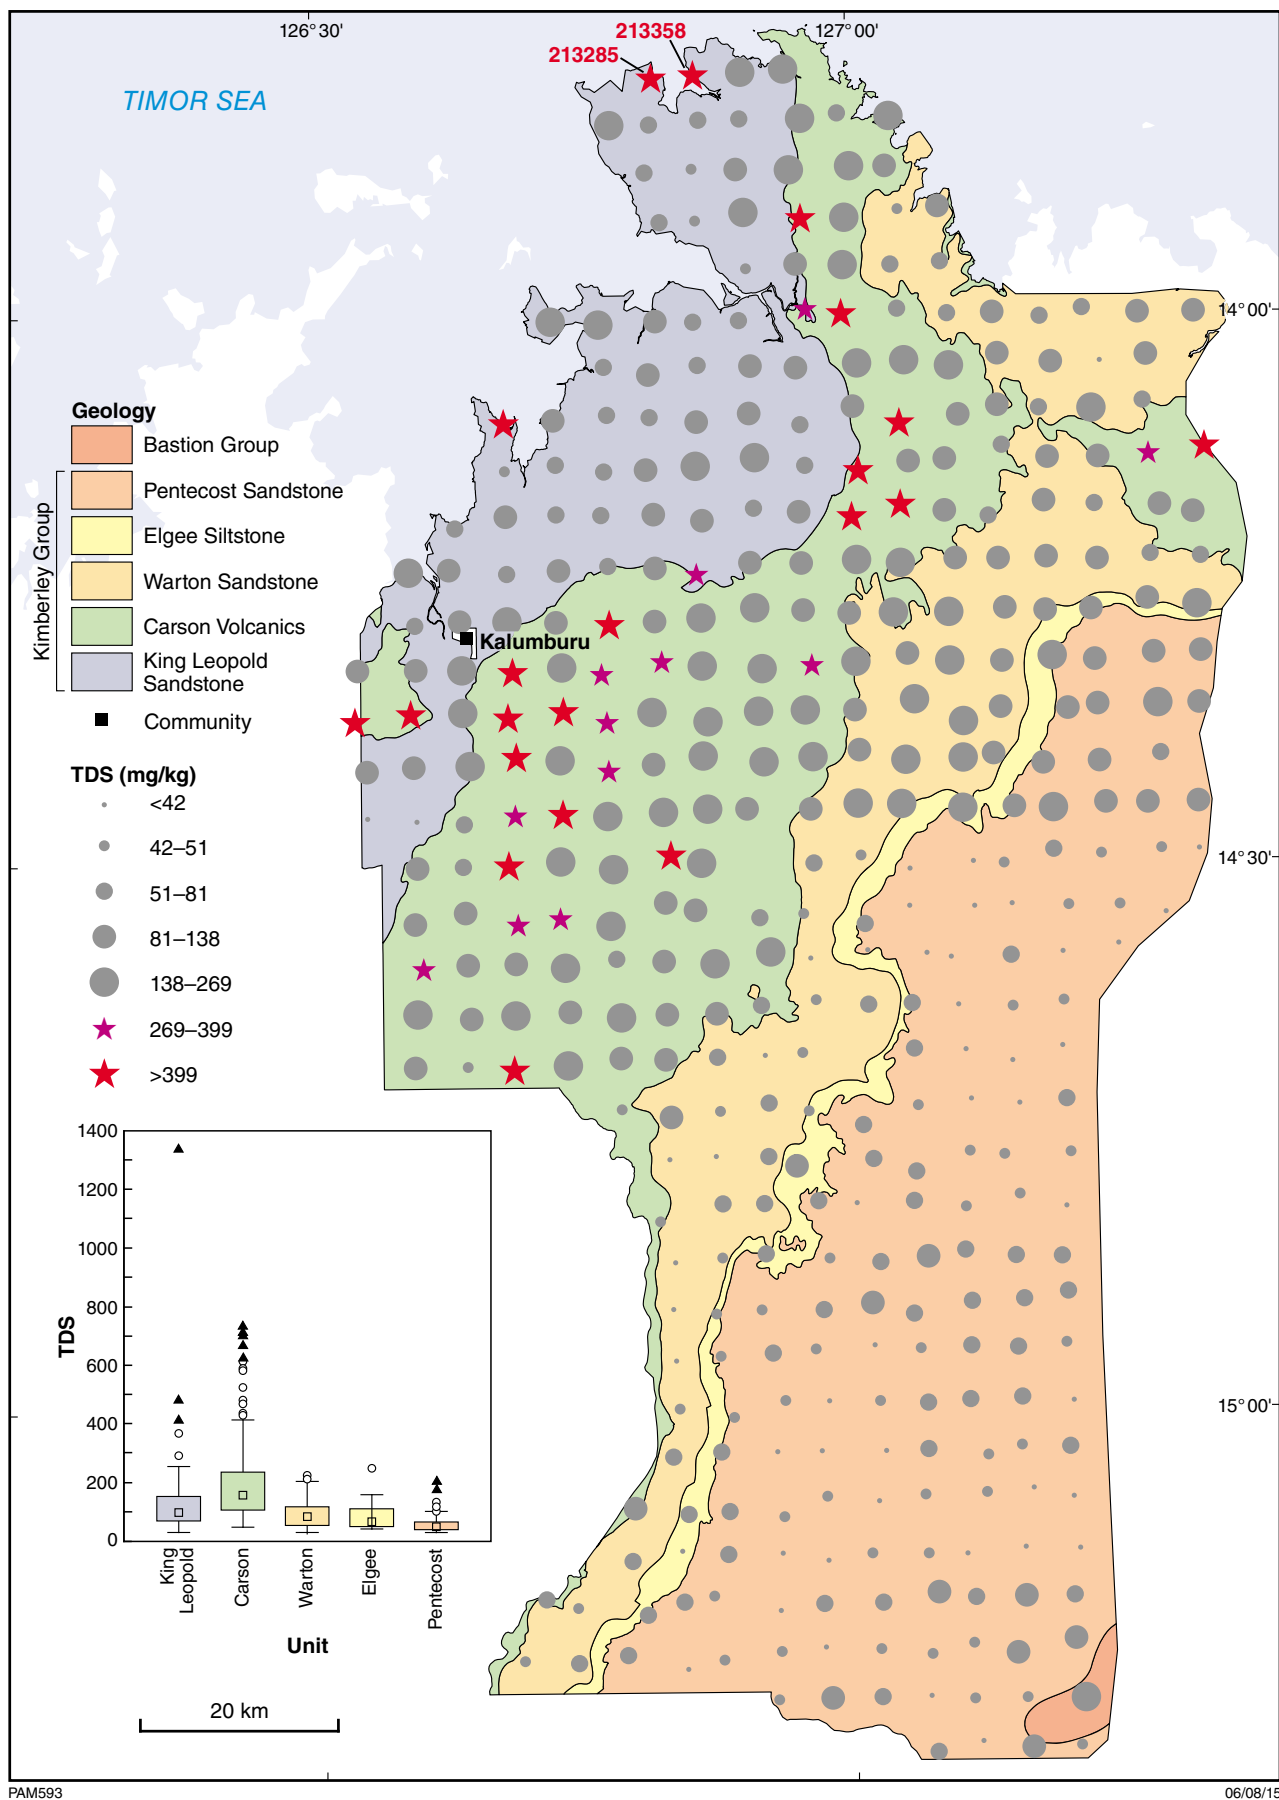 126°30'
213358
127°00'
213285
TIMOR SEA
14°00'
Geology
Bastion Group
Kimberley Group
Pentecost Sandstone
Elgee Siltstone
Warton Sandstone
Carson Volcanics
King Leopold
Sandstone
Community
Kalumburu
TDS (mg/kg)
<42
42–51
51–81
81–138
138–269
269–399
>399
14°30'
15°00'
1400
1200
1000
800
600
400
200
0
TDS
King
Leopold
Carson
Warton
Elgee
Pentecost
Unit
20 km
PAM593
06/08/15